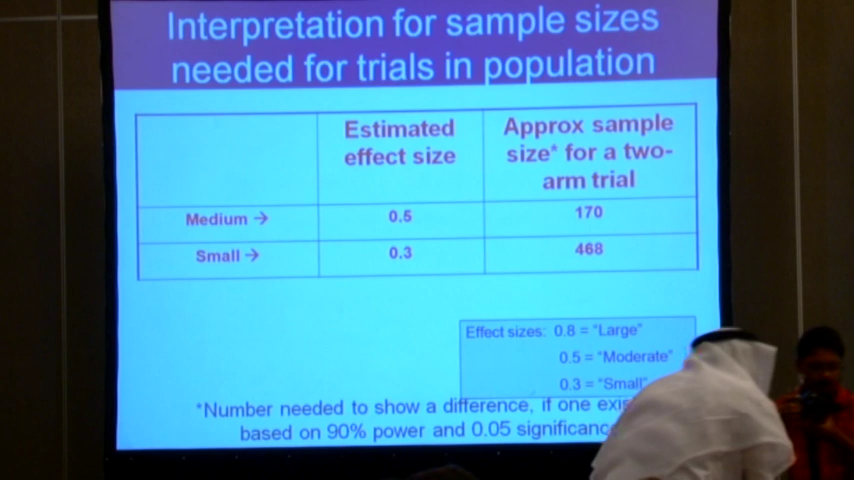 Interpretation for sample sizes
needed for trials in population
Estimated
effect size
Approx sample
size* for a two-
arm trial
Medium → 0.5 170
Small → 0.3 468
Effect sizes: 0.8 = "Large"
0.5 = "Moderate"
0.3 = "Small"
*Number needed to show a difference, if one
based on 90% power and 0.05